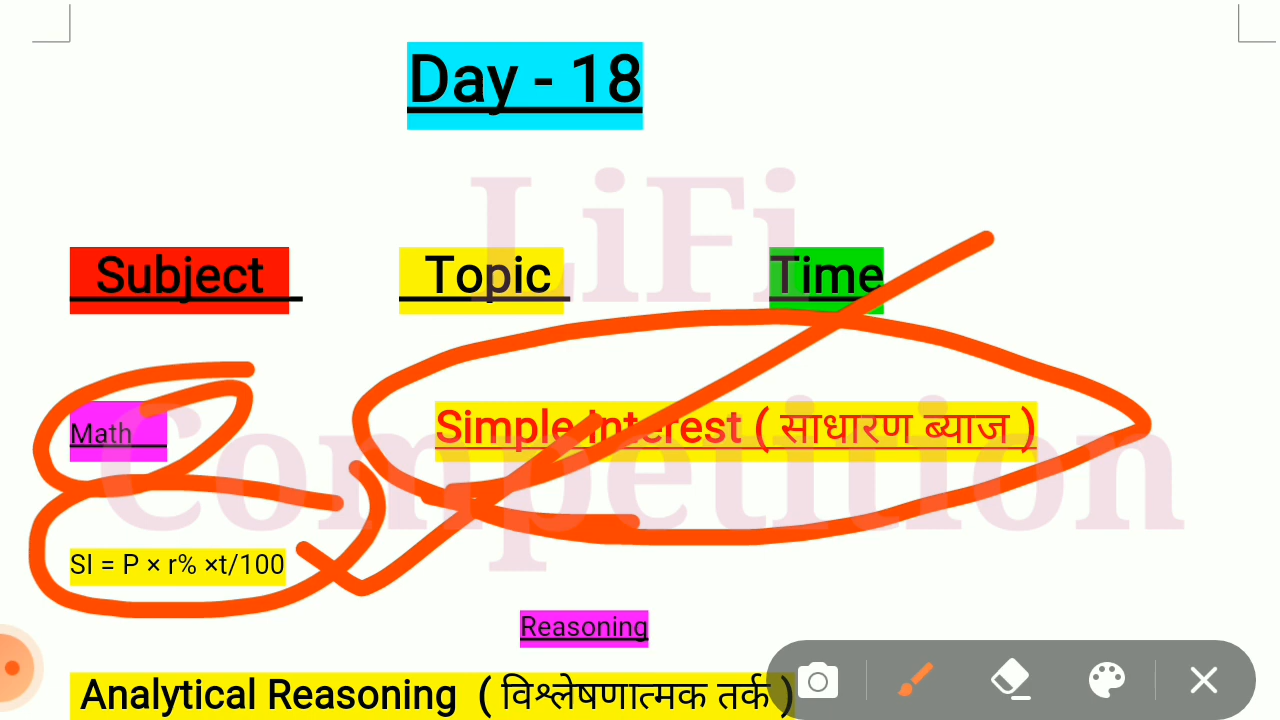 Day - 18
LiFi
Subject Topic Time
Competition
Math Simple Interest ( साधारण ब्याज )
SI = P × r% ×t/100
Reasoning
Analytical Reasoning ( विश्लेषणात्मक तर्क )